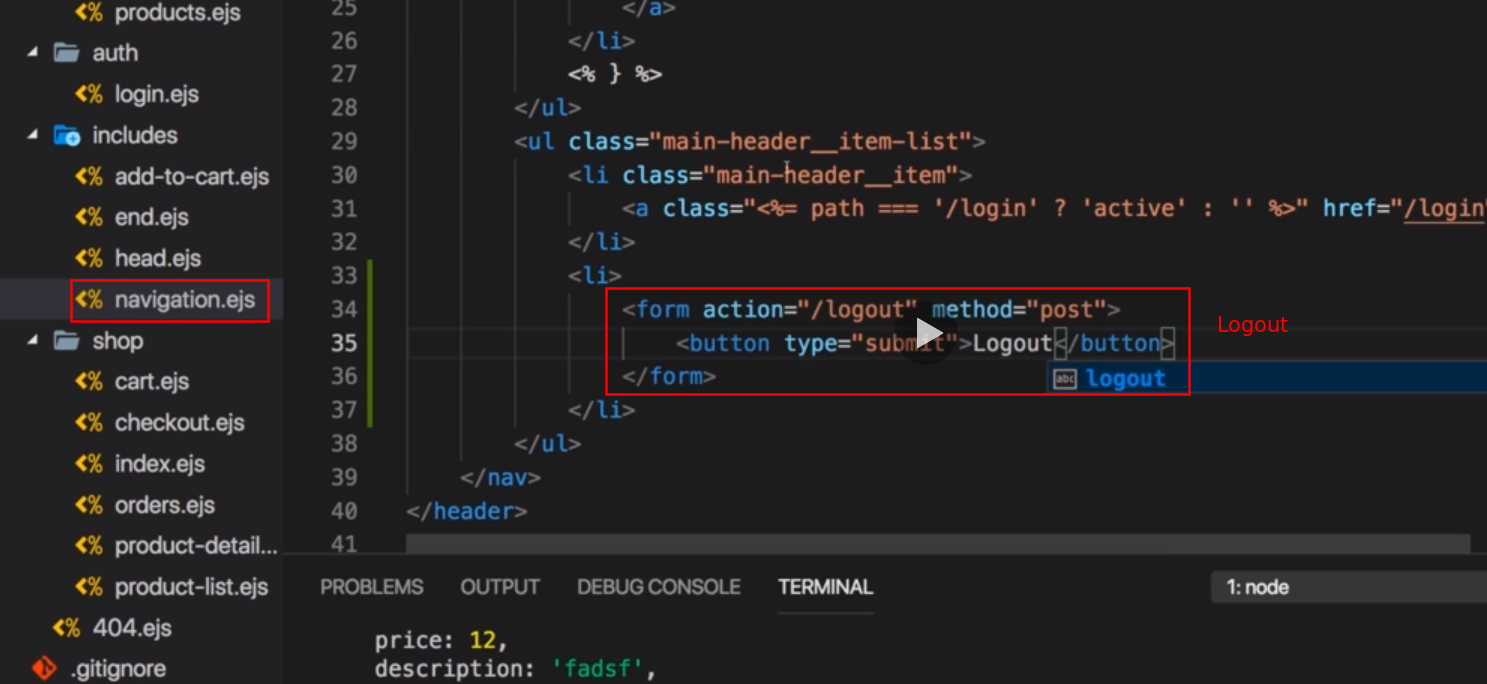 products.ejs
auth
login.ejs
includes
add-to-cart.ejs
end.ejs
head.ejs
navigation.ejs
shop
cart.ejs
checkout.ejs
index.ejs
orders.ejs
product-detail...
product-list.ejs
404.ejs
.gitignore
25 </a>
26 </li>
27 <% } %>
28 </ul>
29 <ul class="main-header__item-list">
30 <li class="main-header__item">
31 <a class="<%= path === '/login' ? 'active' : '' %>" href="/login"
32 </li>
33 <li>
34 <form action="/logout" method="post">
35 <button type="submit">Logout</button>
36 </form>
abc logout
37 </li>
38 </ul>
39 </nav>
40 </header>
41
Logout
PROBLEMS OUTPUT DEBUG CONSOLE TERMINAL 1: node
price: 12,
description: 'fadsf',